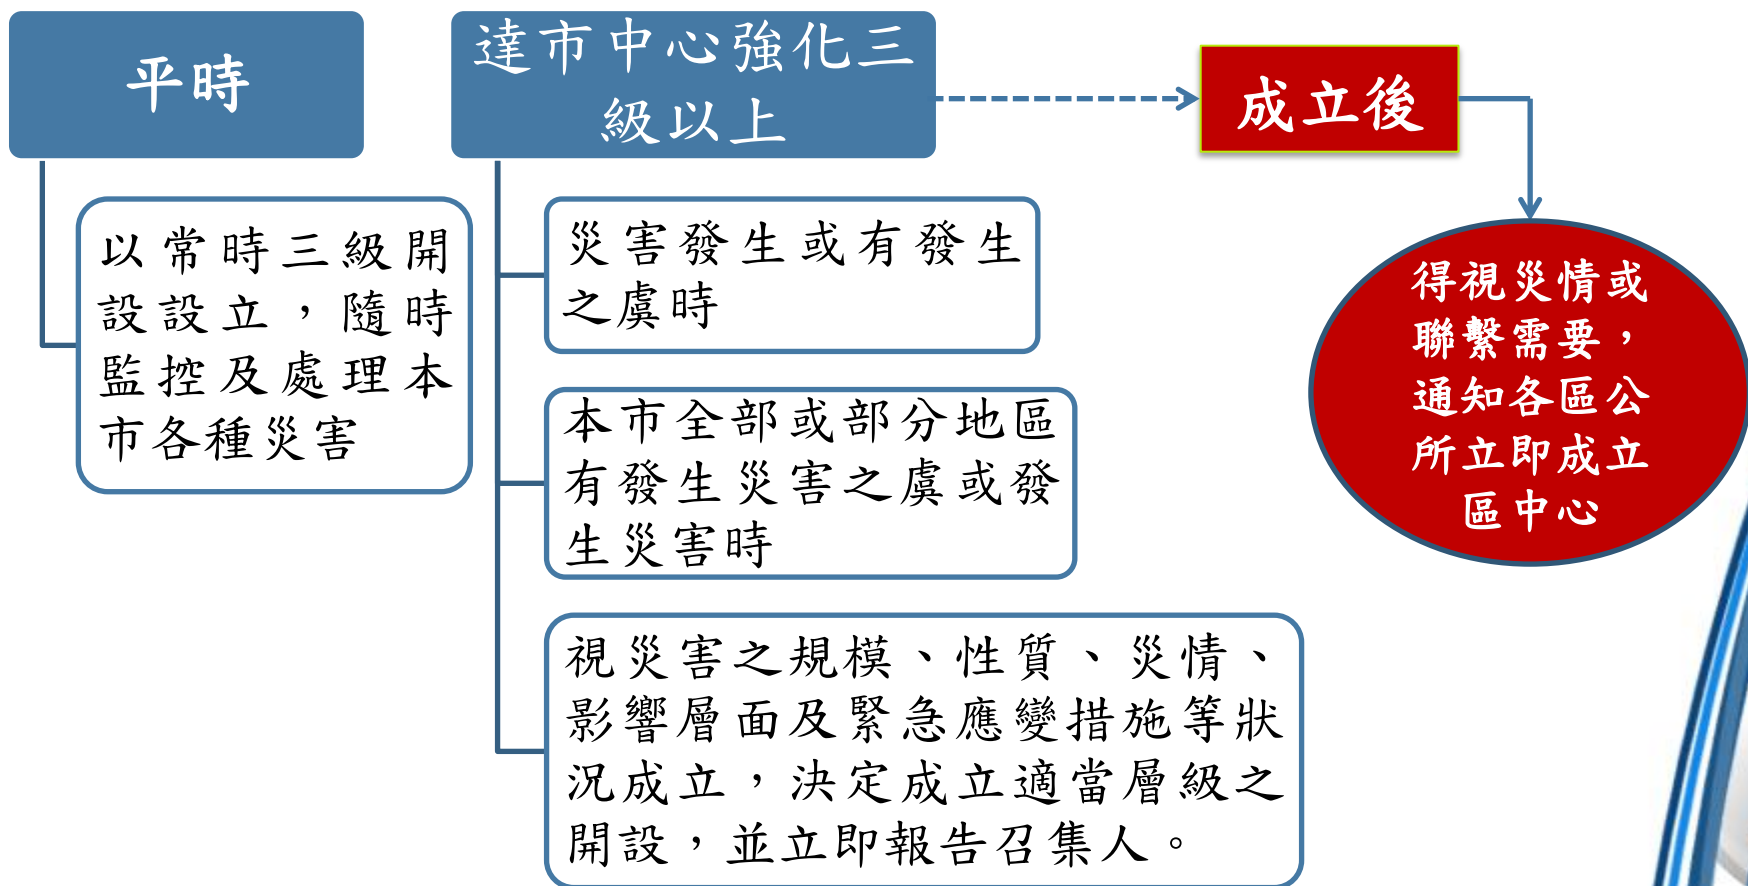 平時
以常時三級開
設設立，隨時
監控及處理本
市各種災害
達市中心強化三
級以上
災害發生或有發生
之虞時
本市全部或部分地區
有發生災害之虞或發
生災害時
視災害之規模、性質、災情、
影響層面及緊急應變措施等狀
況成立，決定成立適當層級之
開設，並立即報告召集人。
成立後
得視災情或
聯繫需要，
通知各區公
所立即成立
區中心